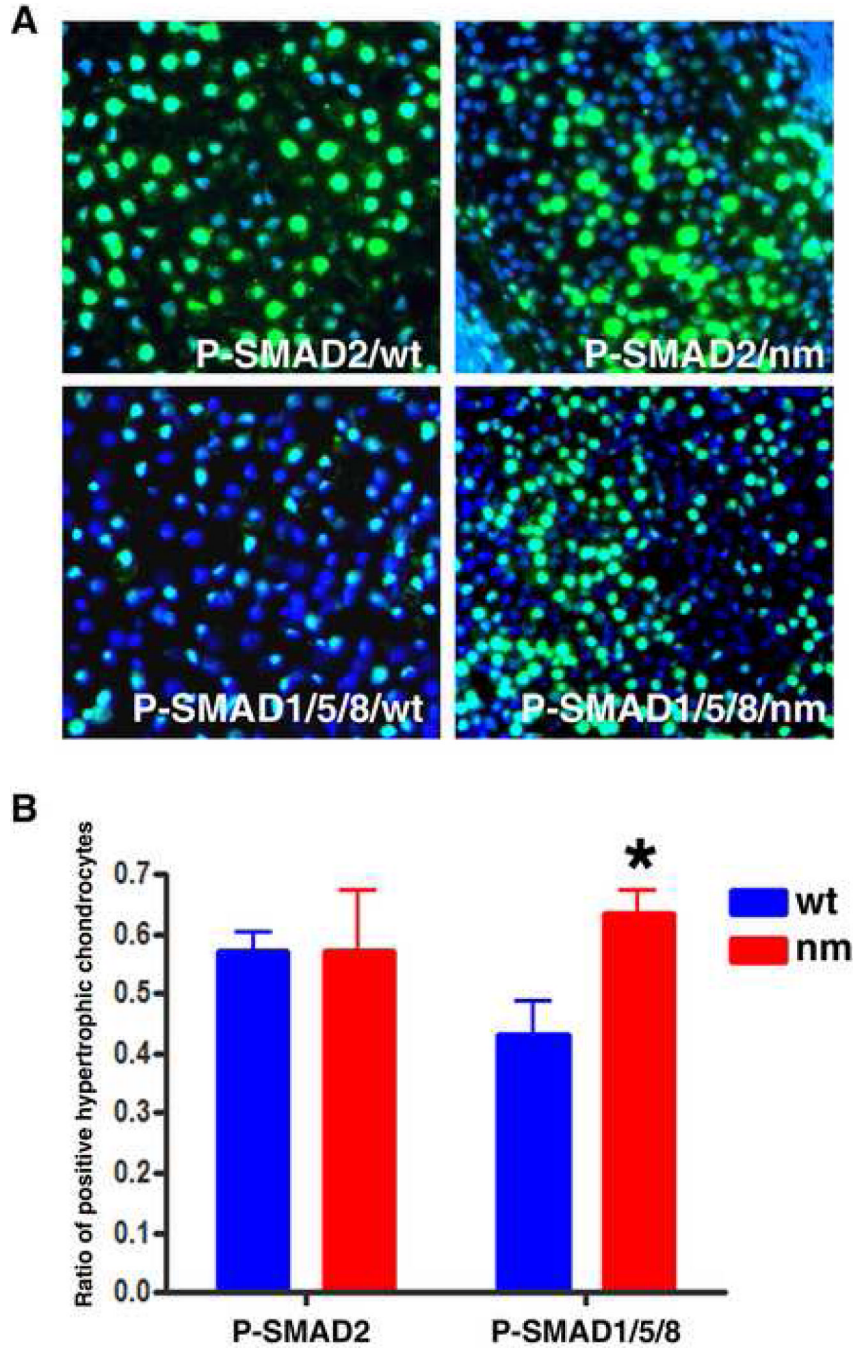 A
P-SMAD2/wt
P-SMAD2/nm
P-SMAD1/5/8/wt
P-SMAD1/5/8/nm
B
Ratio of positive hypertrophic chondrocytes
0.7
0.6
0.5
0.4
0.3
0.2
0.1
0.0
*
wt
nm
P-SMAD2
P-SMAD1/5/8